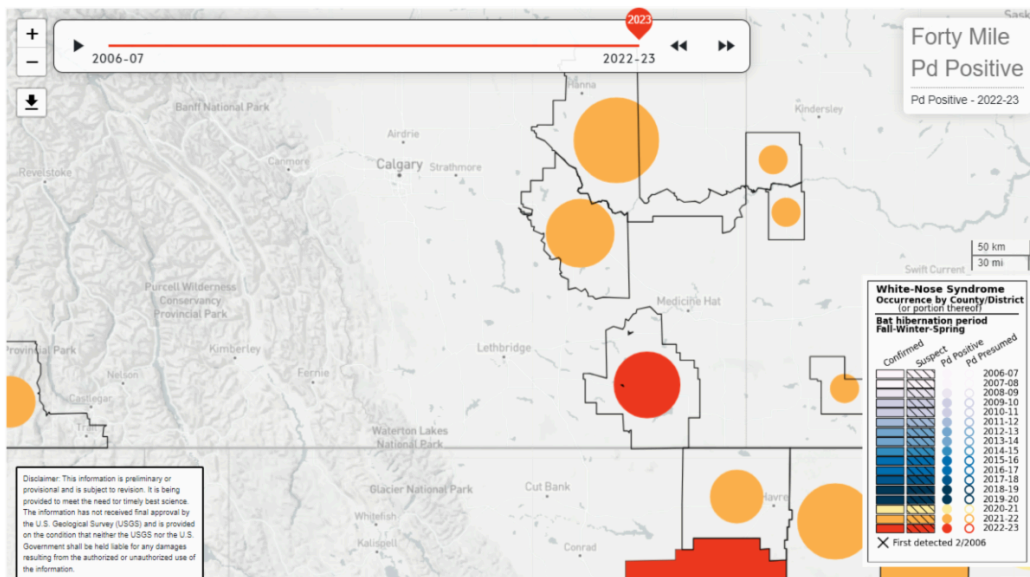 +
−
2006-07
2022-23
2023
Forty Mile
Pd Positive
Pd Positive - 2022-23
Hanna
Kindersley
Banff National Park
Airdrie
Canmore
Calgary
Strathmore
Revelstoke
50 km
30 mi
Swift Current
Purcell Wilderness
Conservancy
Provincial Park
Medicine Hat
Provincial Park
Kimberley
Lethbridge
Nelson
Fernie
Castlegar
Waterton Lakes
National Park
Glacier National Park
Cut Bank
Havre
Whitefish
Kalispell
Conrad
White-Nose Syndrome
Occurrence by County/District
(or portion thereof)
Bat hibernation period
Fall-Winter-Spring
Confirmed
Suspect
Pd Positive
Pd Presumed
2006-07
2007-08
2008-09
2009-10
2010-11
2011-12
2012-13
2013-14
2014-15
2015-16
2016-17
2017-18
2018-19
2019-20
2020-21
2021-22
2022-23
First detected 2/2006
Disclaimer: This information is preliminary or
provisional and is subject to revision. It is being
provided to meet the need tor timely best science.
The information has not received final approval by
the U.S. Geological Survey (USGS) and is provided
on the condition that neither the USGS nor the U.S.
Government shall be held liable for any damages
resulting from the authorized or unauthorized use of
the information.